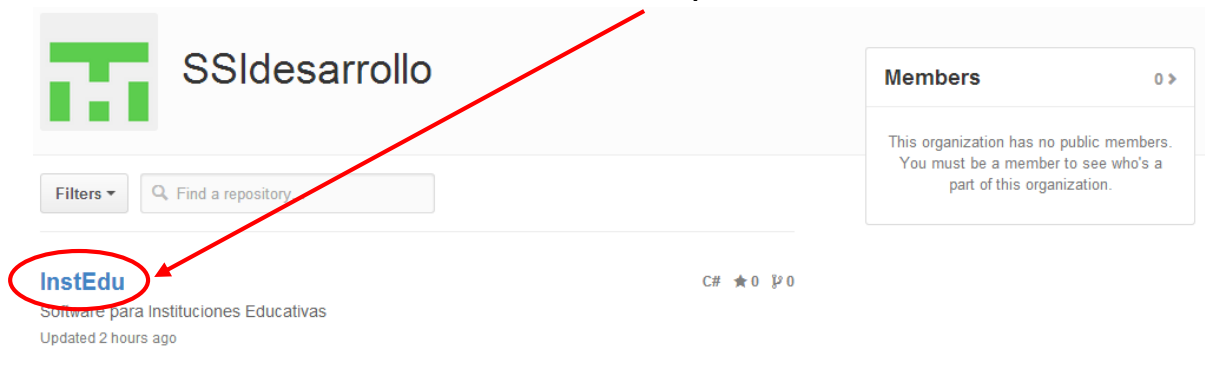 SSIdesarrollo
Members 0
This organization has no public members.
You must be a member to see who's a
part of this organization.
Filters
Find a repository
InstEdu
C# 0 0
Software para Instituciones Educativas
Updated 2 hours ago